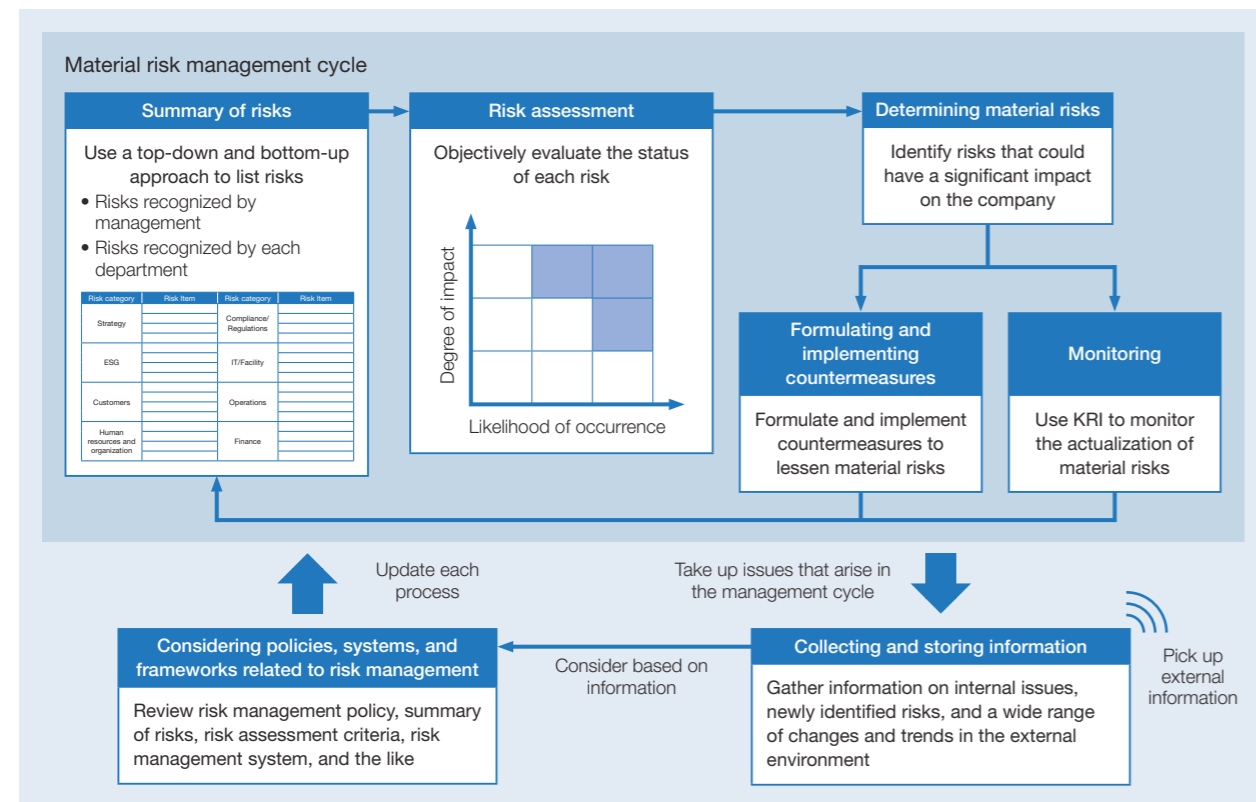 Material risk management cycle
Summary of risks
Use a top-down and bottom-up
approach to list risks
• Risks recognized by
management
• Risks recognized by each
department
Risk category Risk Item Risk category Risk Item
Strategy
Compliance/
Regulations
ESG
IT/Facility
Customers
Operations
Human
resources and
organization
Finance
Risk assessment
Objectively evaluate the status
of each risk
Degree of impact
Likelihood of occurrence
Determining material risks
Identify risks that could
have a significant impact
on the company
Formulating and
implementing
countermeasures
Formulate and implement
countermeasures to
lessen material risks
Monitoring
Use KRI to monitor
the actualization of
material risks
Update each
process
Take up issues that arise in
the management cycle
Considering policies, systems, and
frameworks related to risk management
Review risk management policy, summary
of risks, risk assessment criteria, risk
management system, and the like
Consider based on
information
Collecting and storing information
Gather information on internal issues,
newly identified risks, and a wide range
of changes and trends in the external
environment
Pick up
external
information